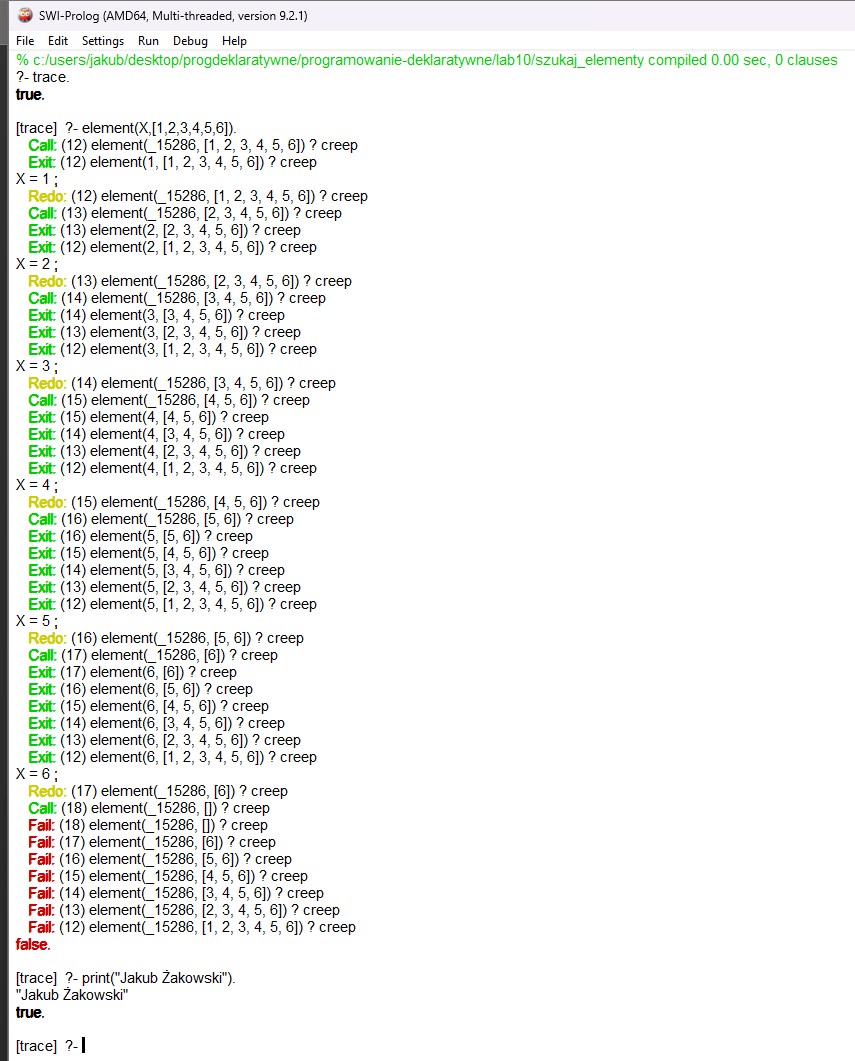 SWI-Prolog (AMD64, Multi-threaded, version 9.2.1)
File Edit Settings Run Debug Help
% c:/users/jakub/desktop/progdeklaratywne/programowanie-deklaratywne/lab10/szukaj_elementy compiled 0.00 sec, 0 clauses
?- trace.
true.
[trace] ?- element(X,[1,2,3,4,5,6]).
Call: (12) element(_15286, [1, 2, 3, 4, 5, 6]) ? creep
Exit: (12) element(1, [1, 2, 3, 4, 5, 6]) ? creep
X = 1 ;
Redo: (12) element(_15286, [1, 2, 3, 4, 5, 6]) ? creep
Call: (13) element(_15286, [2, 3, 4, 5, 6]) ? creep
Exit: (13) element(2, [2, 3, 4, 5, 6]) ? creep
Exit: (12) element(2, [1, 2, 3, 4, 5, 6]) ? creep
X = 2 ;
Redo: (13) element(_15286, [2, 3, 4, 5, 6]) ? creep
Call: (14) element(_15286, [3, 4, 5, 6]) ? creep
Exit: (14) element(3, [3, 4, 5, 6]) ? creep
Exit: (13) element(3, [2, 3, 4, 5, 6]) ? creep
Exit: (12) element(3, [1, 2, 3, 4, 5, 6]) ? creep
X = 3 ;
Redo: (14) element(_15286, [3, 4, 5, 6]) ? creep
Call: (15) element(_15286, [4, 5, 6]) ? creep
Exit: (15) element(4, [4, 5, 6]) ? creep
Exit: (14) element(4, [3, 4, 5, 6]) ? creep
Exit: (13) element(4, [2, 3, 4, 5, 6]) ? creep
Exit: (12) element(4, [1, 2, 3, 4, 5, 6]) ? creep
X = 4 ;
Redo: (15) element(_15286, [4, 5, 6]) ? creep
Call: (16) element(_15286, [5, 6]) ? creep
Exit: (16) element(5, [5, 6]) ? creep
Exit: (15) element(5, [4, 5, 6]) ? creep
Exit: (14) element(5, [3, 4, 5, 6]) ? creep
Exit: (13) element(5, [2, 3, 4, 5, 6]) ? creep
Exit: (12) element(5, [1, 2, 3, 4, 5, 6]) ? creep
X = 5 ;
Redo: (16) element(_15286, [5, 6]) ? creep
Call: (17) element(_15286, [6]) ? creep
Exit: (17) element(6, [6]) ? creep
Exit: (16) element(6, [5, 6]) ? creep
Exit: (15) element(6, [4, 5, 6]) ? creep
Exit: (14) element(6, [3, 4, 5, 6]) ? creep
Exit: (13) element(6, [2, 3, 4, 5, 6]) ? creep
Exit: (12) element(6, [1, 2, 3, 4, 5, 6]) ? creep
X = 6 ;
Redo: (17) element(_15286, [6]) ? creep
Call: (18) element(_15286, []) ? creep
Fail: (18) element(_15286, []) ? creep
Fail: (17) element(_15286, [6]) ? creep
Fail: (16) element(_15286, [5, 6]) ? creep
Fail: (15) element(_15286, [4, 5, 6]) ? creep
Fail: (14) element(_15286, [3, 4, 5, 6]) ? creep
Fail: (13) element(_15286, [2, 3, 4, 5, 6]) ? creep
Fail: (12) element(_15286, [1, 2, 3, 4, 5, 6]) ? creep
false.
[trace] ?- print("Jakub Żakowski").
"Jakub Żakowski"
true.
[trace] ?-